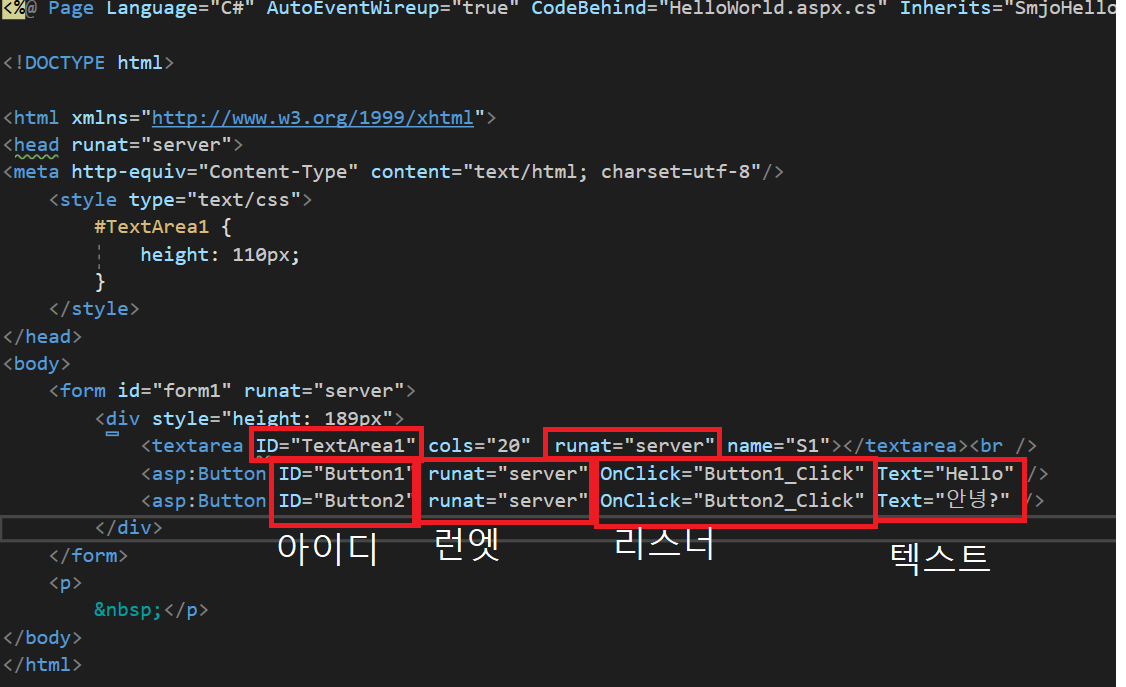 <%@ Page Language="C#" AutoEventWireup="true" CodeBehind="HelloWorld.aspx.cs" Inherits="SmjoHello
<!DOCTYPE html>
<html xmlns="http://www.w3.org/1999/xhtml">
<head runat="server">
<meta http-equiv="Content-Type" content="text/html; charset=utf-8"/>
<style type="text/css">
#TextArea1 {
height: 110px;
}
</style>
</head>
<body>
<form id="form1" runat="server">
<div style="height: 189px">
<textarea ID="TextArea1" cols="20" runat="server" name="S1"></textarea><br />
<asp:Button ID="Button1" runat="server" OnClick="Button1_Click" Text="Hello" />
<asp:Button ID="Button2" runat="server" OnClick="Button2_Click" Text="안녕?" />
</div>
아이디 런엣 리스너 텍스트
</form>
<p>
&nbsp;</p>
</body>
</html>